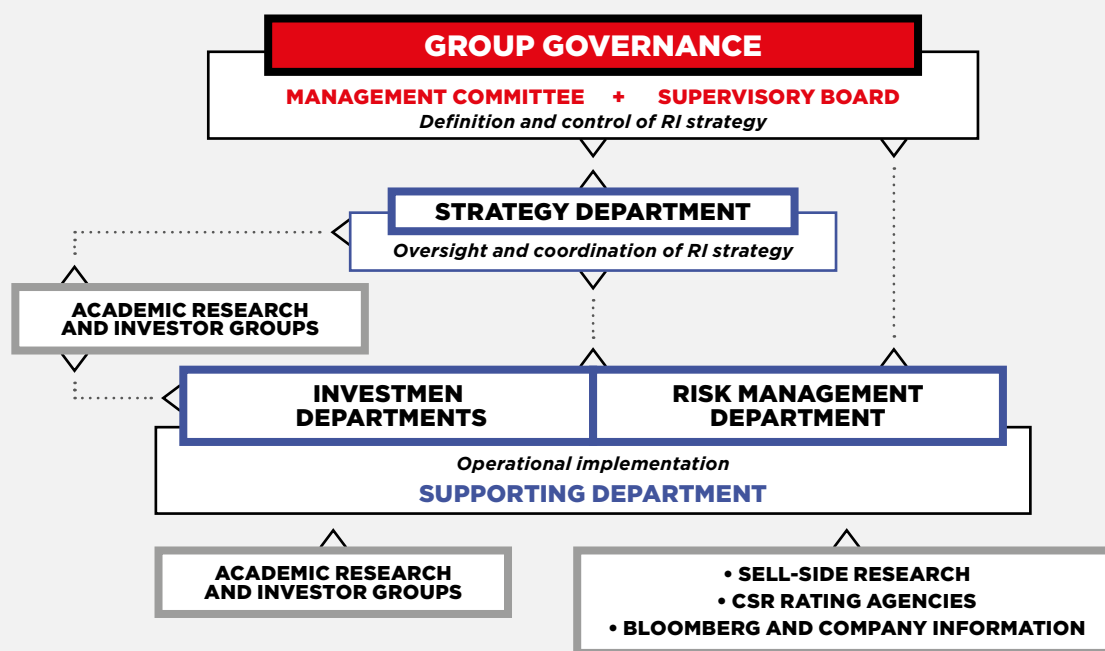 GROUP GOVERNANCE
MANAGEMENT COMMITTEE + SUPERVISORY BOARD
Definition and control of RI strategy
STRATEGY DEPARTMENT
Oversight and coordination of RI strategy
ACADEMIC RESEARCH
AND INVESTOR GROUPS
INVESTMEN
DEPARTMENTS
RISK MANAGEMENT
DEPARTMENT
Operational implementation
SUPPORTING DEPARTMENT
ACADEMIC RESEARCH
AND INVESTOR GROUPS
• SELL-SIDE RESEARCH
• CSR RATING AGENCIES
• BLOOMBERG AND COMPANY INFORMATION